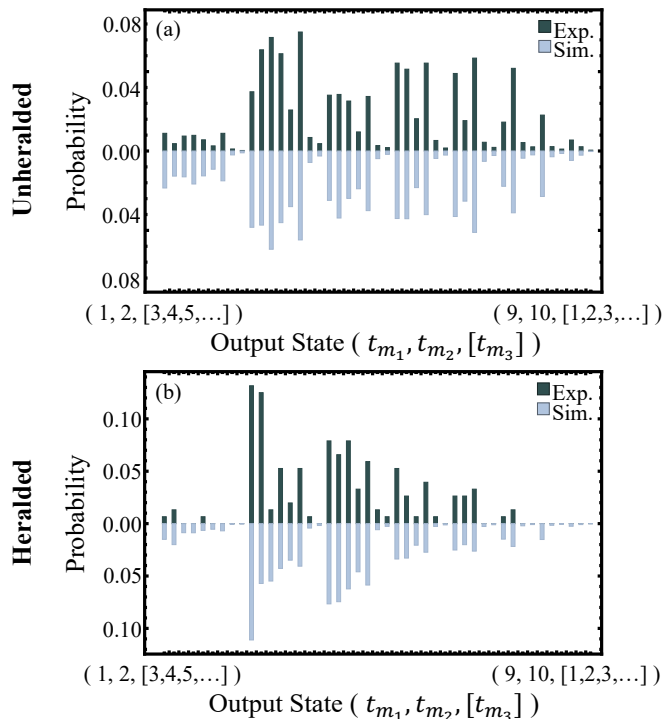 (a)
Exp.
Sim.
0.08
0.04
0.00
0.04
0.08
Probability
Unheralded
( 1, 2, [3,4,5,…] ) ( 9, 10, [1,2,3,…] )
Output State ( t_{m_1}, t_{m_2}, [t_{m_3}] )
(b)
Exp.
Sim.
0.10
0.05
0.00
0.05
0.10
Probability
Heralded
( 1, 2, [3,4,5,…] ) ( 9, 10, [1,2,3,…] )
Output State ( t_{m_1}, t_{m_2}, [t_{m_3}] )